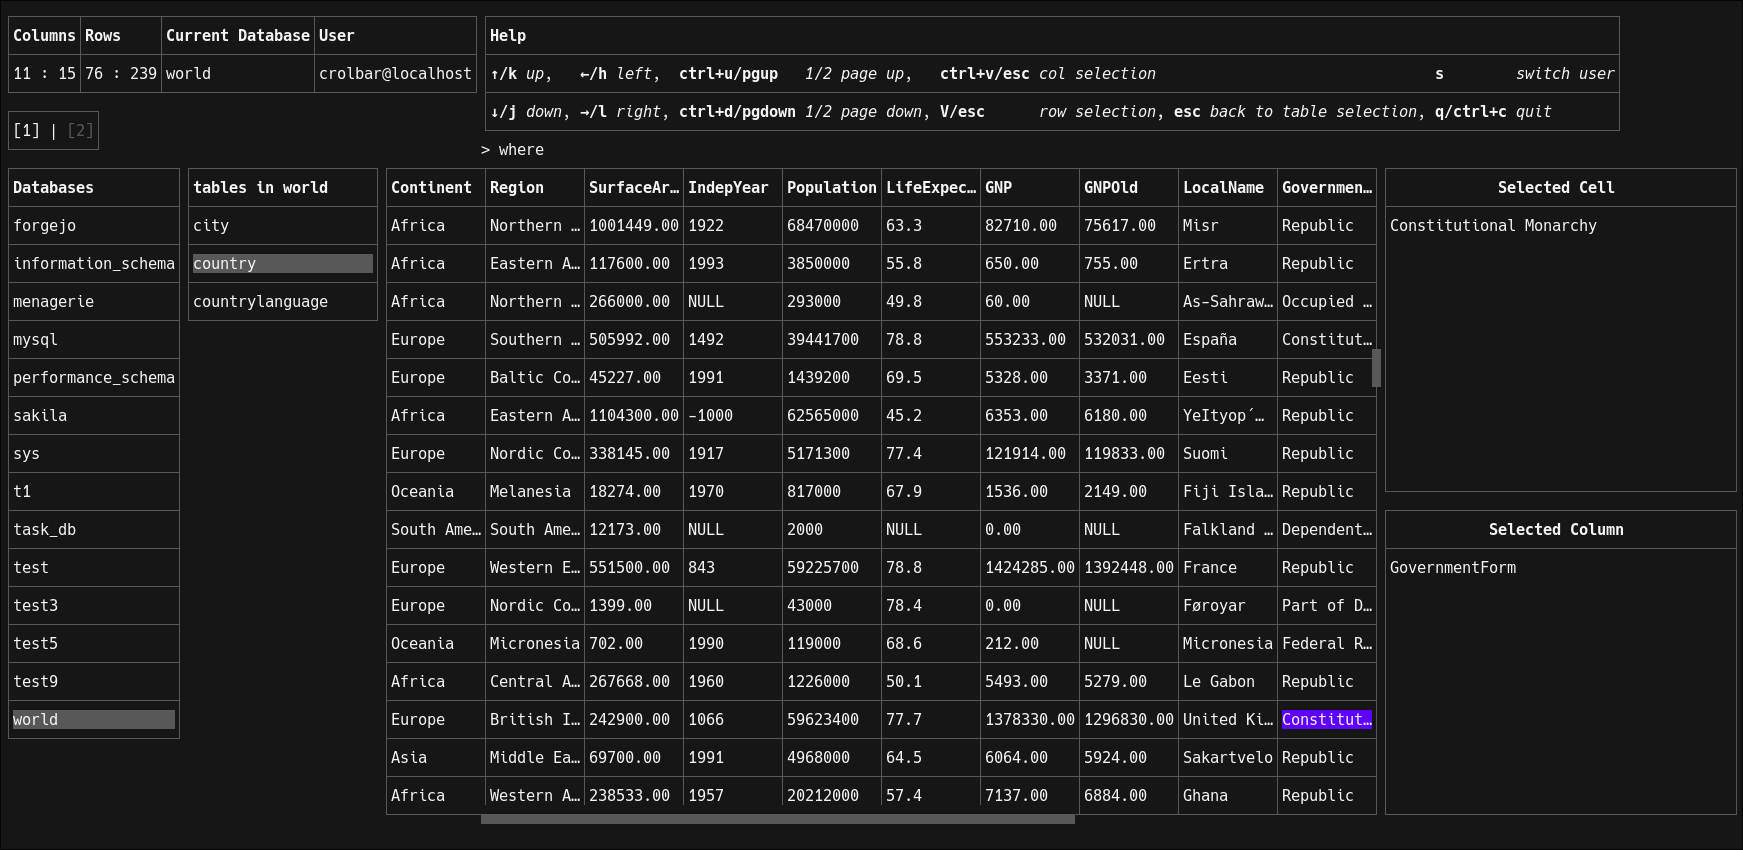 Columns Rows Current Database User
11 : 15 76 : 239 world crolbar@localhost
Help
↑/k up, ←/h left, ctrl+u/pgup 1/2 page up, ctrl+v/esc col selection s switch user
↓/j down, →/l right, ctrl+d/pgdown 1/2 page down, V/esc row selection, esc back to table selection, q/ctrl+c quit
[1] | [2]
> where
Databases
forgejo
information_schema
menagerie
mysql
performance_schema
sakila
sys
t1
task_db
test
test3
test5
test9
world
tables in world
city
country
countrylanguage
Continent Region SurfaceAr… IndepYear Population LifeExpec… GNP GNPOld LocalName Governmen…
Africa Northern … 1001449.00 1922 68470000 63.3 82710.00 75617.00 Misr Republic
Africa Eastern A… 117600.00 1993 3850000 55.8 650.00 755.00 Ertra Republic
Africa Northern … 266000.00 NULL 293000 49.8 60.00 NULL As-Sahraw… Occupied …
Europe Southern … 505992.00 1492 39441700 78.8 553233.00 532031.00 España Constitut…
Europe Baltic Co… 45227.00 1991 1439200 69.5 5328.00 3371.00 Eesti Republic
Africa Eastern A… 1104300.00 -1000 62565000 45.2 6353.00 6180.00 YeItyop´… Republic
Europe Nordic Co… 338145.00 1917 5171300 77.4 121914.00 119833.00 Suomi Republic
Oceania Melanesia 18274.00 1970 817000 67.9 1536.00 2149.00 Fiji Isla… Republic
South Ame… South Ame… 12173.00 NULL 2000 NULL 0.00 NULL Falkland … Dependent…
Europe Western E… 551500.00 843 59225700 78.8 1424285.00 1392448.00 France Republic
Europe Nordic Co… 1399.00 NULL 43000 78.4 0.00 NULL Føroyar Part of D…
Oceania Micronesia 702.00 1990 119000 68.6 212.00 NULL Micronesia Federal R…
Africa Central A… 267668.00 1960 1226000 50.1 5493.00 5279.00 Le Gabon Republic
Europe British I… 242900.00 1066 59623400 77.7 1378330.00 1296830.00 United Ki… Constitut…
Asia Middle Ea… 69700.00 1991 4968000 64.5 6064.00 5924.00 Sakartvelo Republic
Africa Western A… 238533.00 1957 20212000 57.4 7137.00 6884.00 Ghana Republic
Selected Cell
Constitutional Monarchy
Selected Column
GovernmentForm